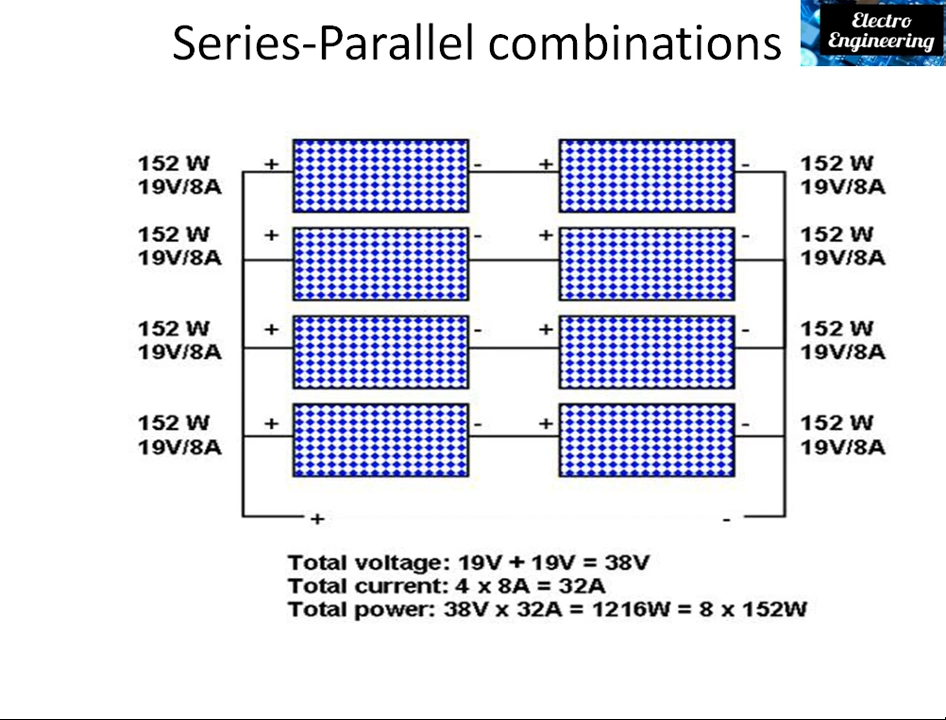 Series-Parallel combinations
Electro
Engineering
152 W
19V/8A
+
-
+
-
152 W
19V/8A
152 W
19V/8A
+
-
+
-
152 W
19V/8A
152 W
19V/8A
+
-
+
-
152 W
19V/8A
152 W
19V/8A
+
-
+
-
152 W
19V/8A
+
-
Total voltage: 19V + 19V = 38V
Total current: 4 x 8A = 32A
Total power: 38V x 32A = 1216W = 8 x 152W